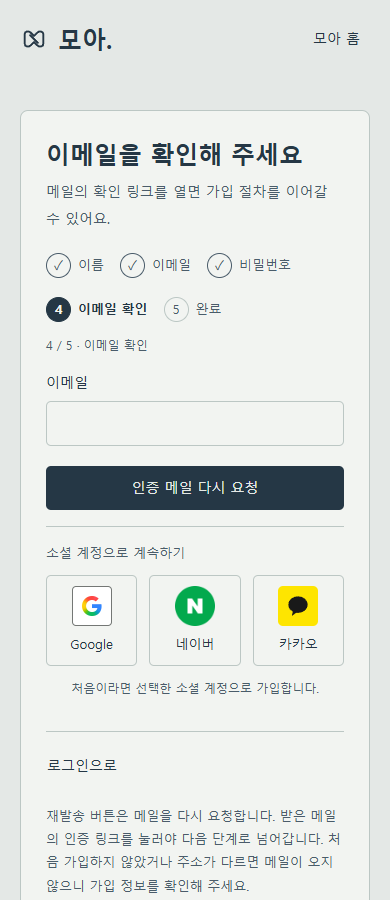 모아.
모아 홈
이메일을 확인해 주세요
메일의 확인 링크를 열면 가입 절차를 이어갈
수 있어요.
✓ 이름 ✓ 이메일 ✓ 비밀번호
4 이메일 확인 5 완료
4 / 5 · 이메일 확인
이메일
인증 메일 다시 요청
소셜 계정으로 계속하기
Google 네이버 카카오
처음이라면 선택한 소셜 계정으로 가입합니다.
로그인으로
재발송 버튼은 메일을 다시 요청합니다. 받은 메일
의 인증 링크를 눌러야 다음 단계로 넘어갑니다. 처
음 가입하지 않았거나 주소가 다르면 메일이 오지
않으니 가입 정보를 확인해 주세요.